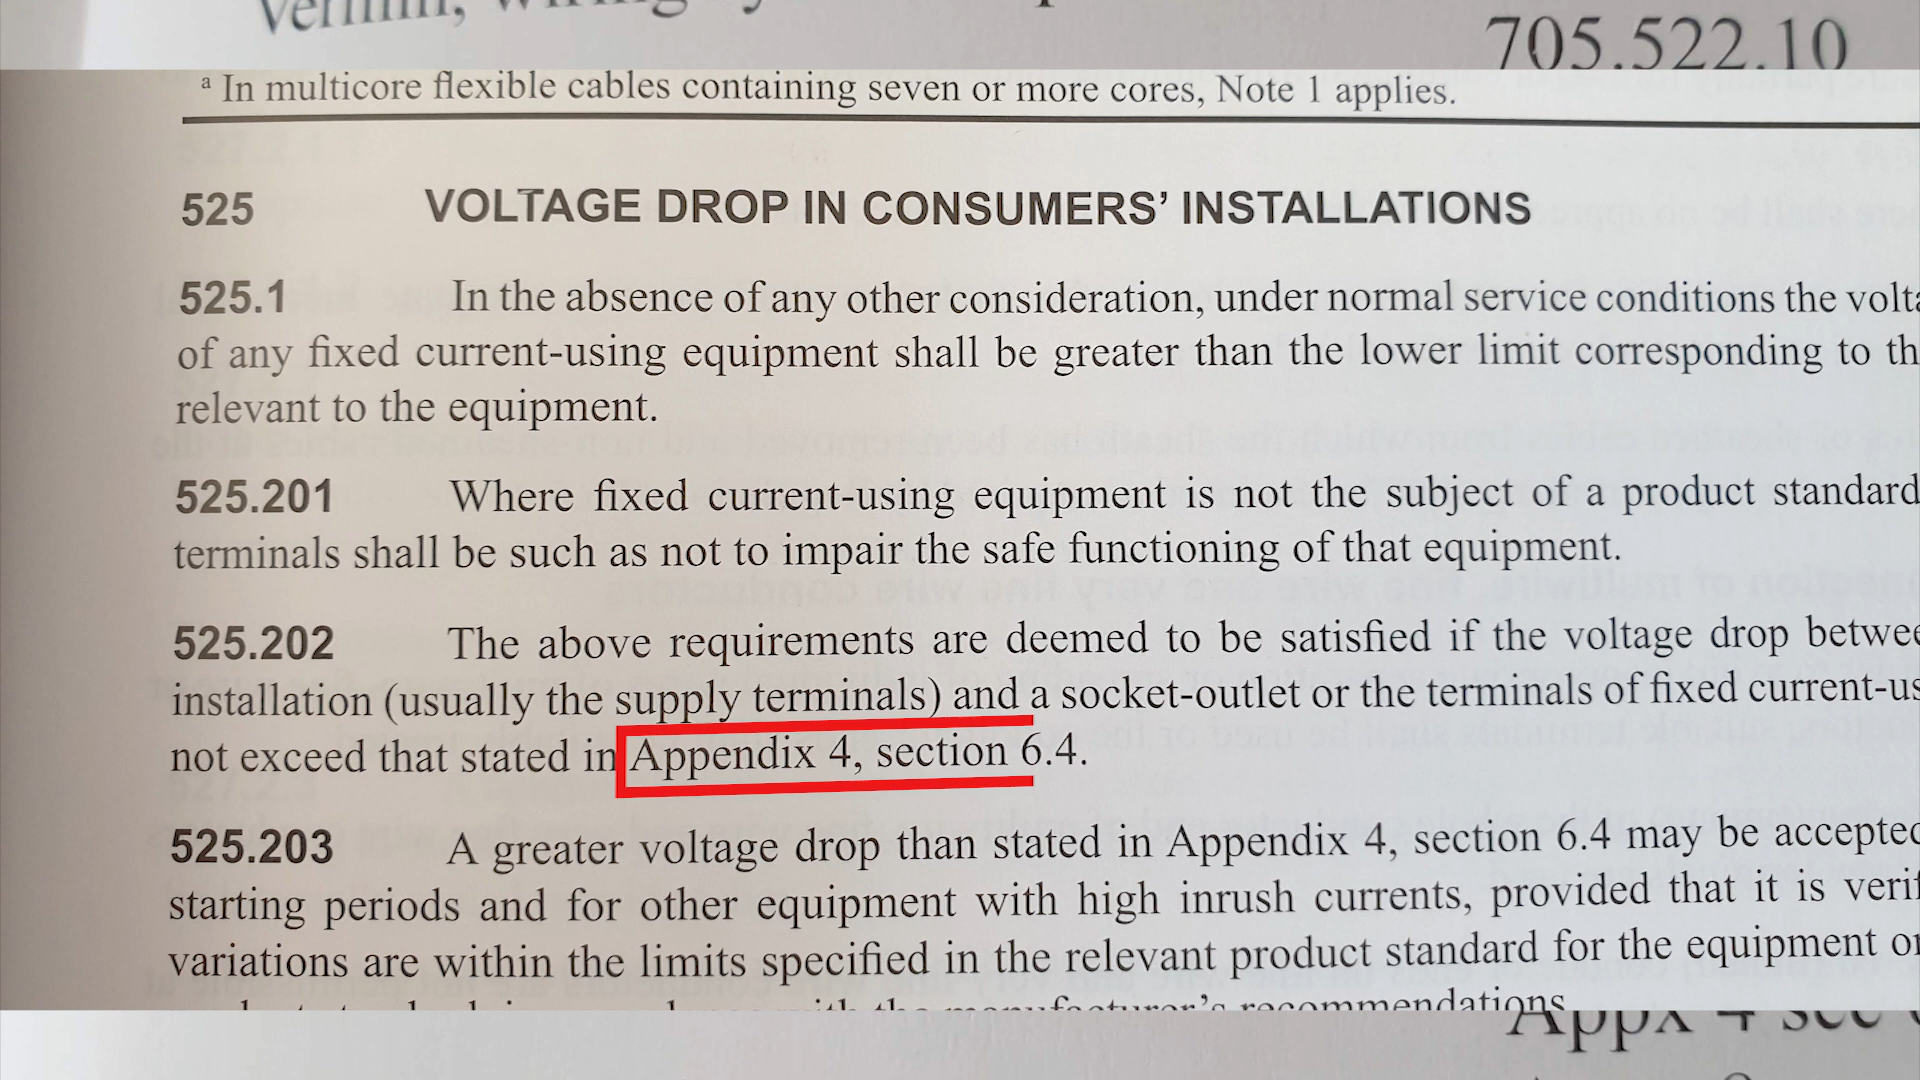 705.522.10
a In multicore flexible cables containing seven or more cores, Note 1 applies.
525 VOLTAGE DROP IN CONSUMERS’ INSTALLATIONS
525.1 In the absence of any other consideration, under normal service conditions the
of any fixed current-using equipment shall be greater than the lower limit corresponding to
relevant to the equipment.
525.201 Where fixed current-using equipment is not the subject of a product standard
terminals shall be such as not to impair the safe functioning of that equipment.
525.202 The above requirements are deemed to be satisfied if the voltage drop
installation (usually the supply terminals) and a socket-outlet or the terminals of fixed
not exceed that stated in Appendix 4, section 6.4.
525.203 A greater voltage drop than stated in Appendix 4, section 6.4 may be accepted
starting periods and for other equipment with high inrush currents, provided that it is
variations are within the limits specified in the relevant product standard for the equipment or
with the manufacturer’s recommendations
Appx 4 sec